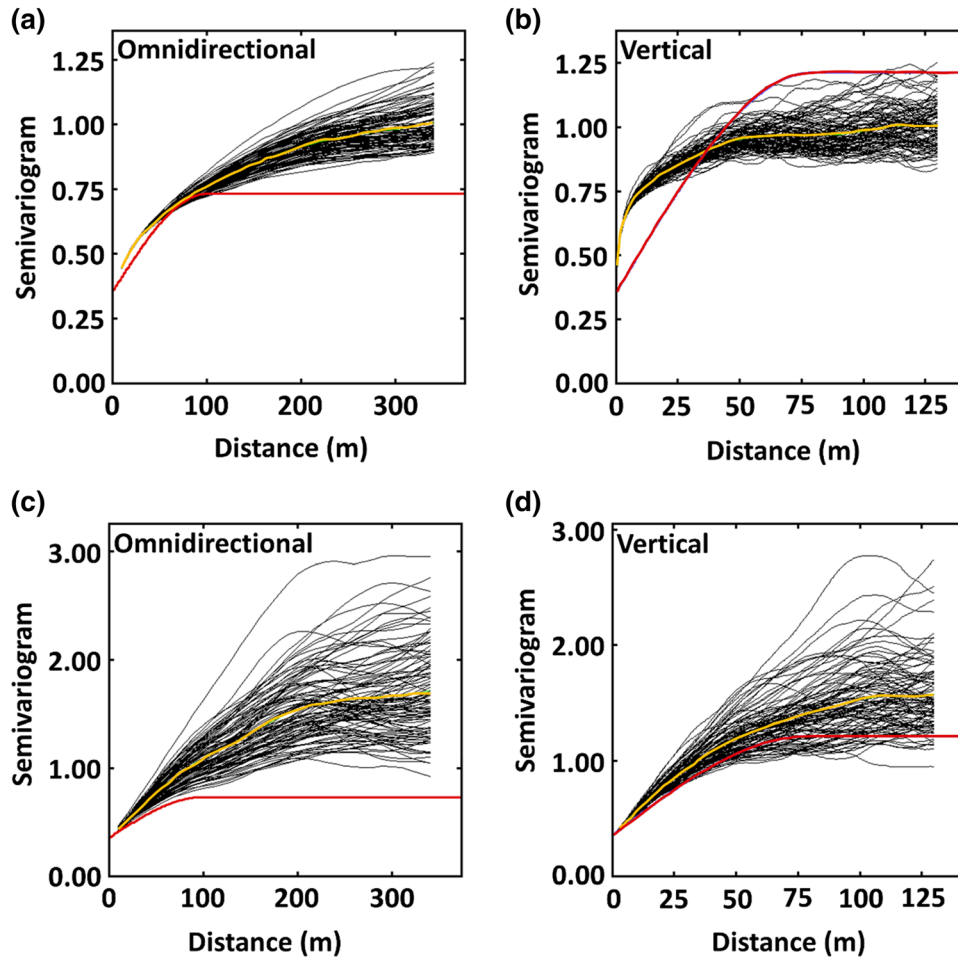 (a)
Omnidirectional
1.25
1.00
0.75
0.50
0.25
0.00
Semivariogram
0 100 200 300
Distance (m)
(b)
Vertical
1.25
1.00
0.75
0.50
0.25
0.00
Semivariogram
0 25 50 75 100 125
Distance (m)
(c)
Omnidirectional
3.00
2.00
1.00
0.00
Semivariogram
0 100 200 300
Distance (m)
(d)
Vertical
3.00
2.00
1.00
0.00
Semivariogram
0 25 50 75 100 125
Distance (m)